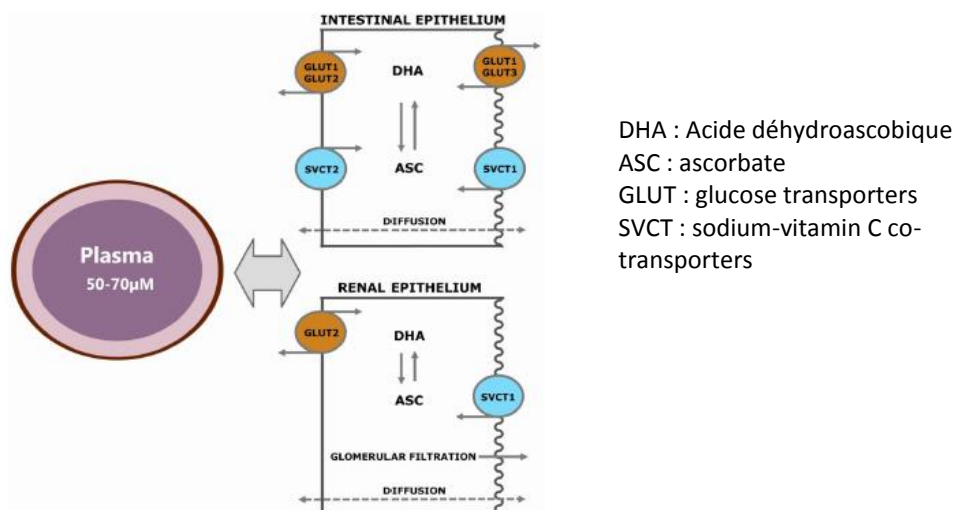 INTESTINAL EPITHELIUM
GLUT1
GLUT2
DHA
GLUT1
GLUT3
SVCT2
ASC
SVCT1
DIFFUSION
Plasma
50-70µM
RENAL EPITHELIUM
GLUT2
DHA
ASC
SVCT1
GLOMERULAR FILTRATION
DIFFUSION
DHA : Acide déhydroascobique
ASC : ascorbate
GLUT : glucose transporters
SVCT : sodium-vitamin C co-
transporters